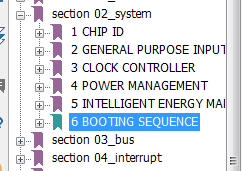 section 02_system
1 CHIP ID
2 GENERAL PURPOSE INPUT
3 CLOCK CONTROLLER
4 POWER MANAGEMENT
5 INTELLIGENT ENERGY MA
6 BOOTING SEQUENCE
section 03_bus
section 04_interrupt